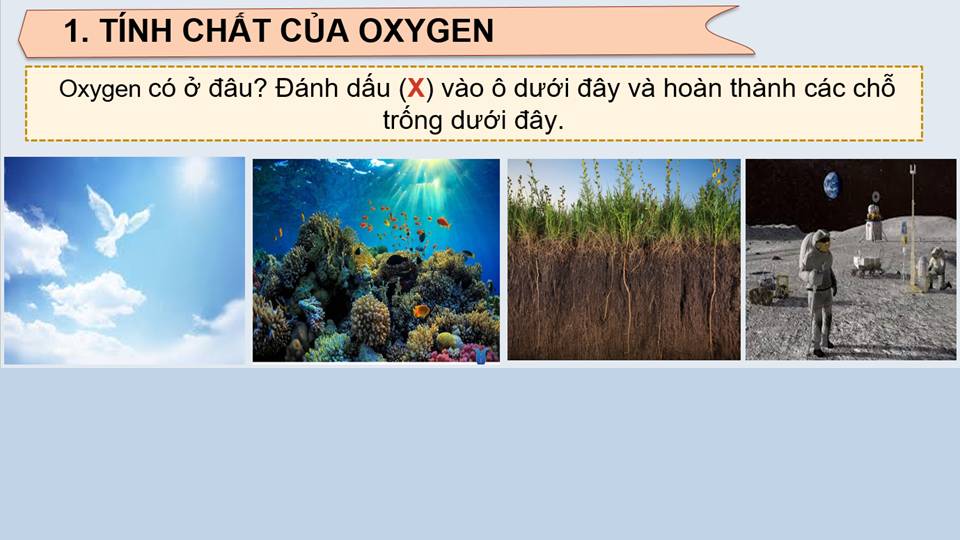 1. TÍNH CHẤT CỦA OXYGEN
Oxygen có ở đâu? Đánh dấu (X) vào ô dưới đây và hoàn thành các chỗ
trống dưới đây.